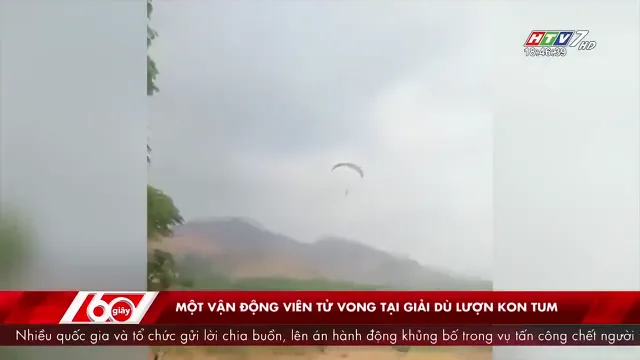 HTV7 HD
18:46:39
60 giây
MỘT VẬN ĐỘNG VIÊN TỬ VONG TẠI GIẢI DÙ LƯỢN KON TUM
Nhiều quốc gia và tổ chức gửi lời chia buồn, lên án hành động khủng bố trong vụ tấn công chết người